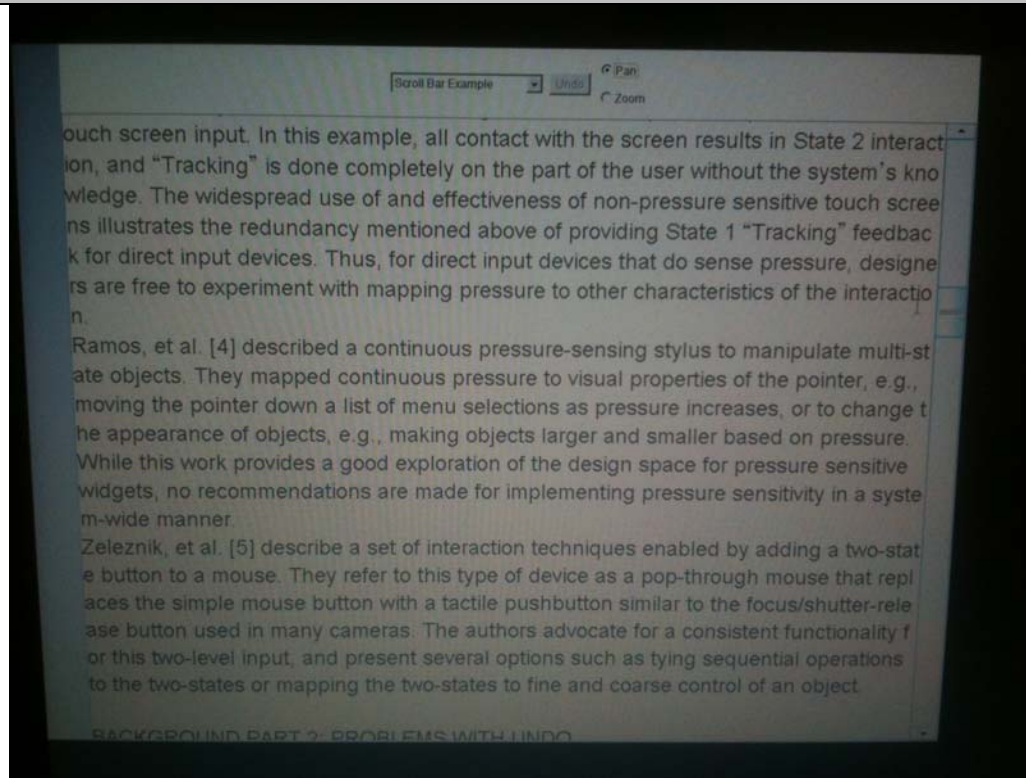 Scroll Bar Example
Undo
Pan
Zoom
ouch screen input. In this example, all contact with the screen results in State 2 interact
ion, and “Tracking” is done completely on the part of the user without the system’s kno
wledge. The widespread use of and effectiveness of non-pressure sensitive touch scree
ns illustrates the redundancy mentioned above of providing State 1 “Tracking” feedbac
k for direct input devices. Thus, for direct input devices that do sense pressure, designe
rs are free to experiment with mapping pressure to other characteristics of the interactio
n.
Ramos, et al. [4] described a continuous pressure-sensing stylus to manipulate multi-st
ate objects. They mapped continuous pressure to visual properties of the pointer, e.g.,
moving the pointer down a list of menu selections as pressure increases, or to change t
he appearance of objects, e.g., making objects larger and smaller based on pressure.
While this work provides a good exploration of the design space for pressure sensitive
widgets, no recommendations are made for implementing pressure sensitivity in a syste
m-wide manner.
Zeleznik, et al. [5] describe a set of interaction techniques enabled by adding a two-stat
e button to a mouse. They refer to this type of device as a pop-through mouse that repl
aces the simple mouse button with a tactile pushbutton similar to the focus/shutter-rele
ase button used in many cameras. The authors advocate for a consistent functionality f
or this two-level input, and present several options such as tying sequential operations
to the two-states or mapping the two-states to fine and coarse control of an object.
BACKGROUND PART 2: PROBLEMS WITH UNDO